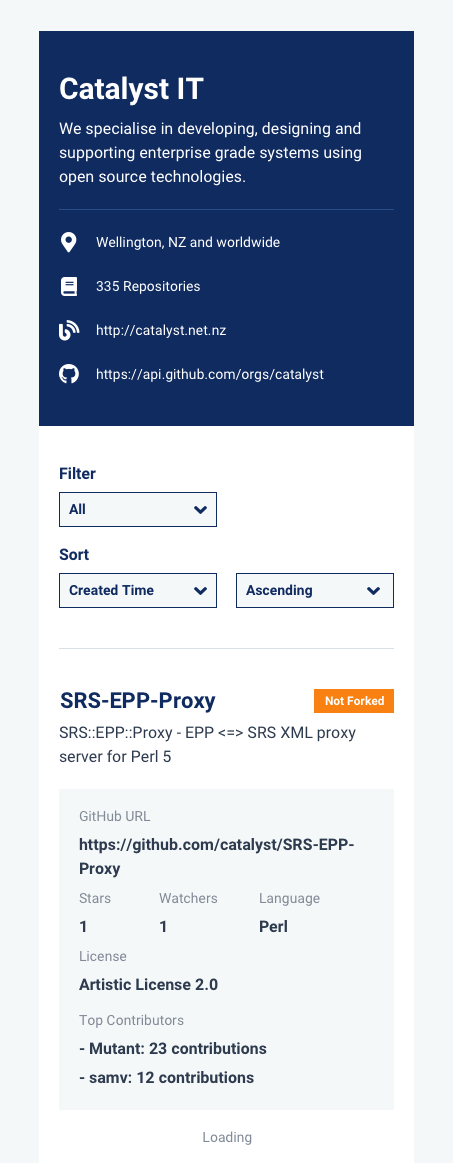 Catalyst IT
We specialise in developing, designing and
supporting enterprise grade systems using
open source technologies.
Wellington, NZ and worldwide
335 Repositories
http://catalyst.net.nz
https://api.github.com/orgs/catalyst
Filter
All
Sort
Created Time
Ascending
SRS-EPP-Proxy
Not Forked
SRS::EPP::Proxy - EPP <=> SRS XML proxy
server for Perl 5
GitHub URL
https://github.com/catalyst/SRS-EPP-
Proxy
Stars Watchers Language
1 1 Perl
License
Artistic License 2.0
Top Contributors
- Mutant: 23 contributions
- samv: 12 contributions
Loading